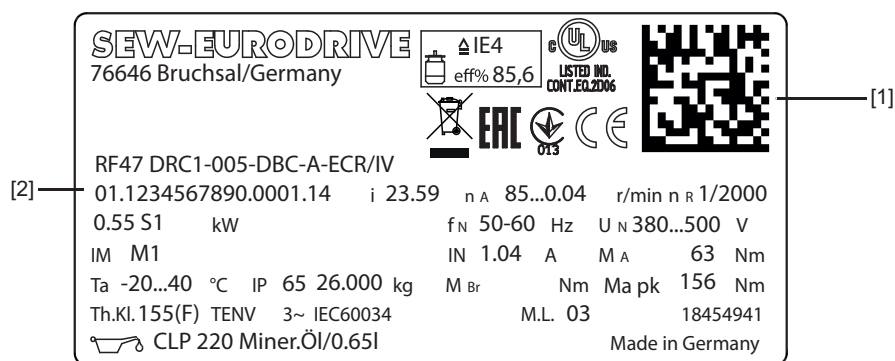 SEW-EURODRIVE
76646 Bruchsal/Germany
≙ IE4
eff% 85,6
C UL US
LISTED IND.
CONT.EQ.2D06
EAC
013
CE
[1]
RF47 DRC1-005-DBC-A-ECR/IV
[2] 01.1234567890.0001.14 i 23.59 n A 85...0.04 r/min n R 1/2000
0.55 S1 kW f N 50-60 Hz U N 380...500 V
IM M1 IN 1.04 A M A 63 Nm
Ta -20...40 °C IP 65 26.000 kg M Br Nm Ma pk 156 Nm
Th.Kl. 155(F) TENV 3~ IEC60034 M.L. 03 18454941
CLP 220 Miner.Öl/0.65l Made in Germany